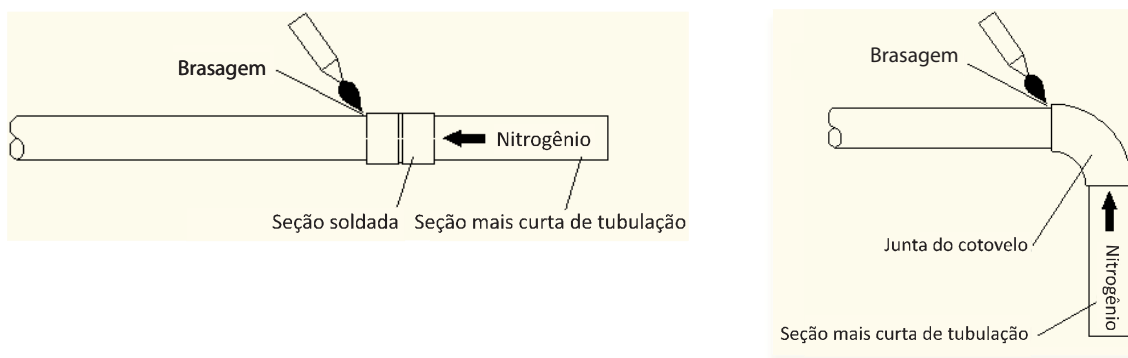 Brasagem
Nitrogênio
Seção soldada
Seção mais curta de tubulação
Brasagem
Junta do cotovelo
Nitrogênio
Seção mais curta de tubulação